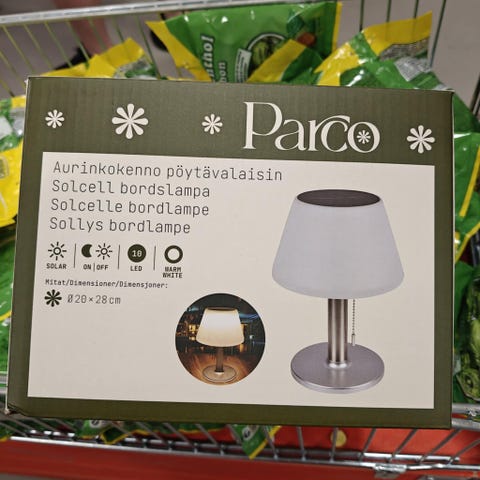 Parco
Aurinkokenno pöytävalaisin
Solcell bordslampa
Solcelle bordlampe
Sollys bordlampe
SOLAR
ON|OFF
10
LED
WARM
WHITE
Mitat/Dimensioner/Dimensjoner:
Ø20×28cm